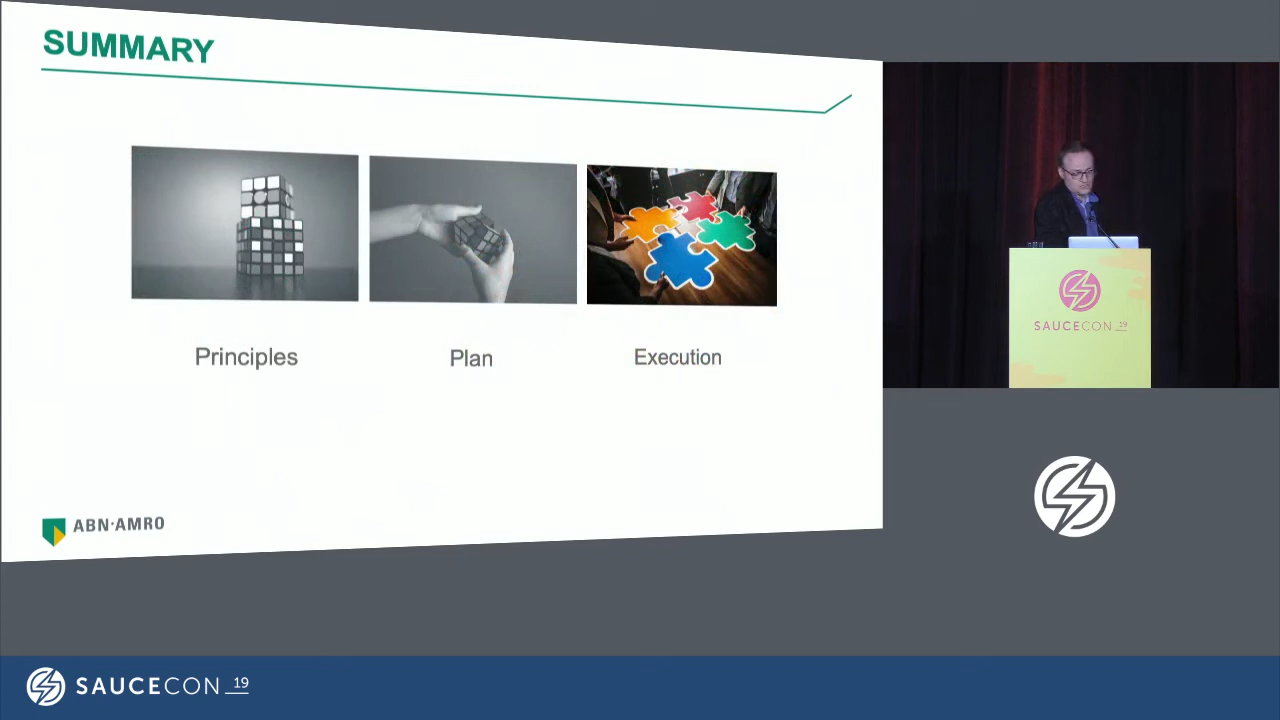 SUMMARY
Principles
Plan
Execution
ABN·AMRO
SAUCECON 19
SAUCECON 19